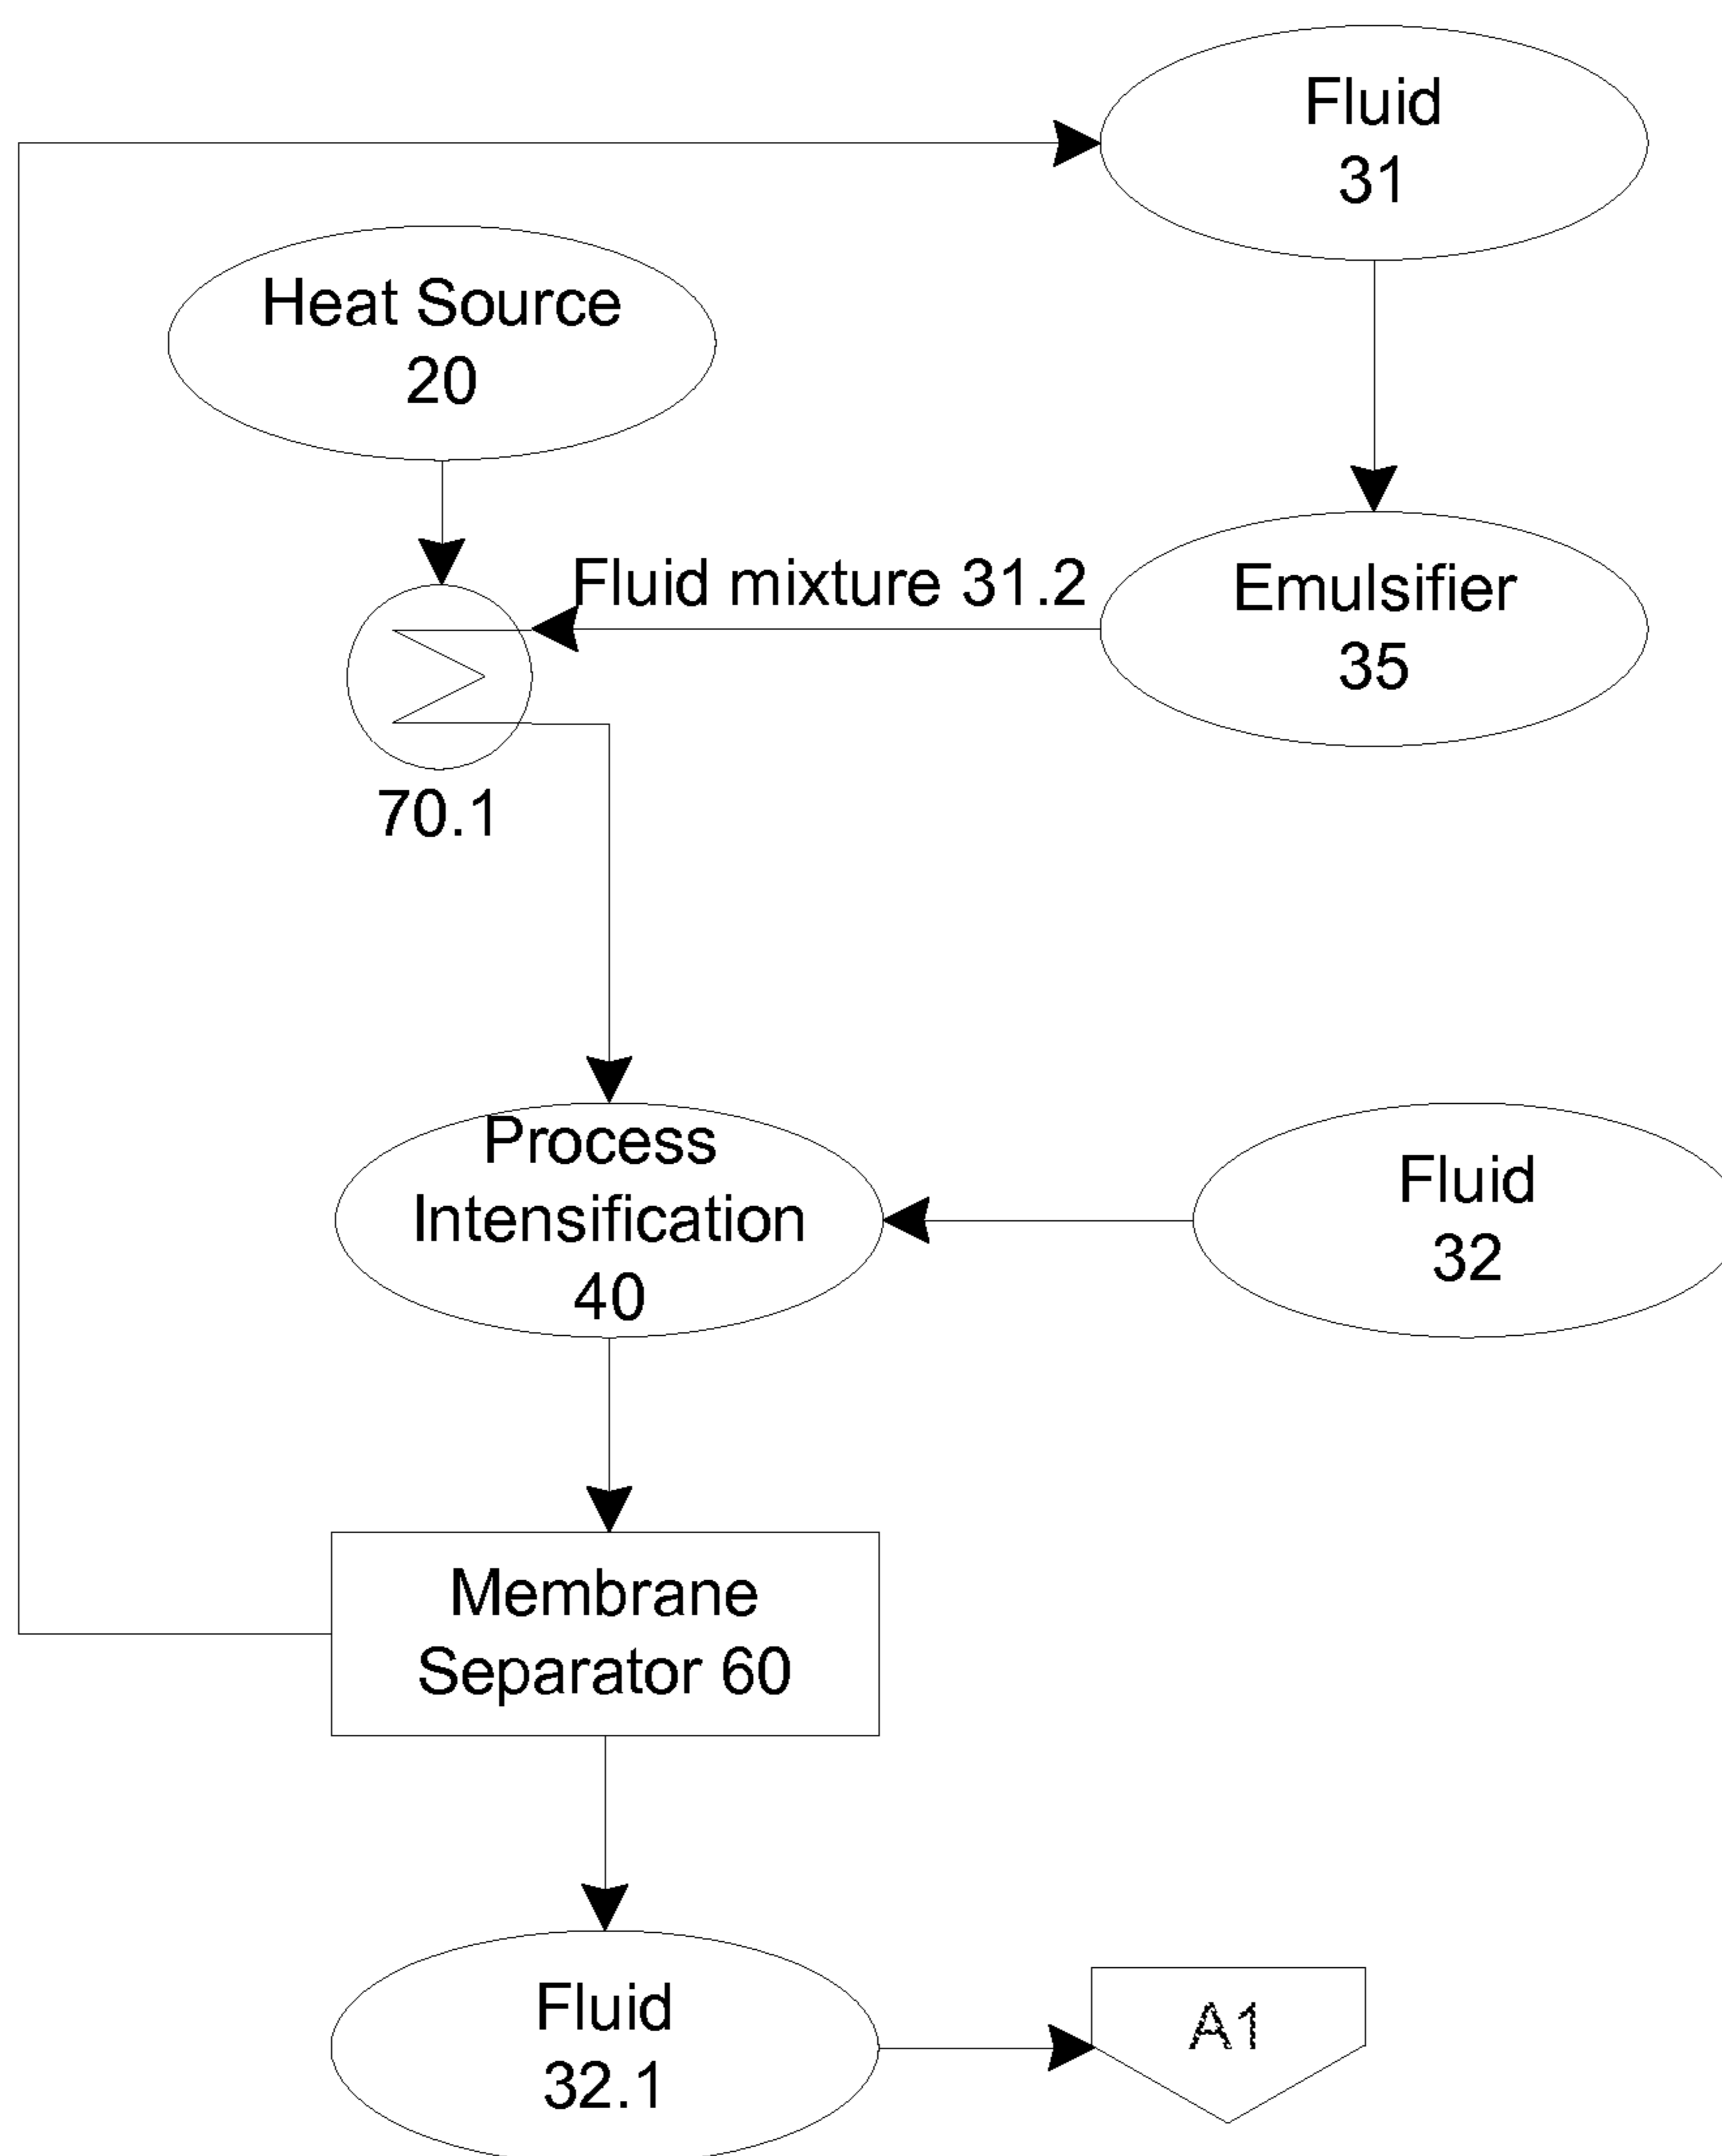 Fluid
31
Heat Source
20
Fluid mixture 31.2
Emulsifier
35
70.1
Process
Intensification
40
Fluid
32
Membrane
Separator 60
Fluid
32.1
A1